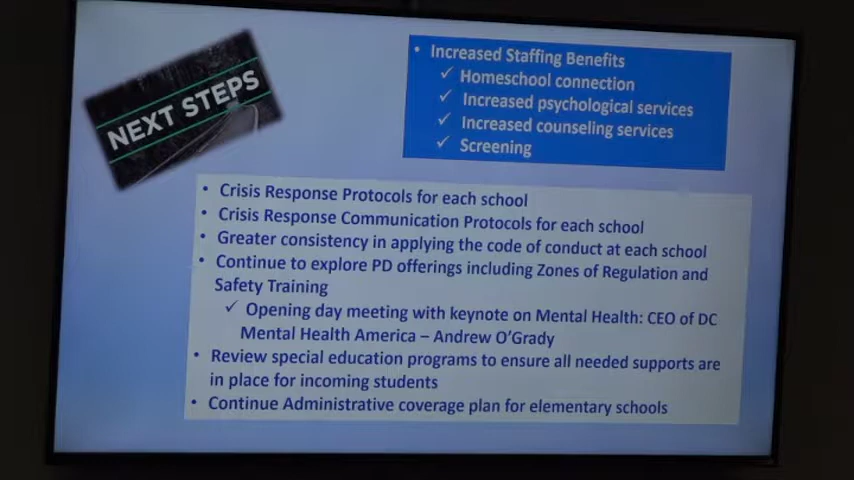 NEXT STEPS
• Increased Staffing Benefits
✓ Homeschool connection
✓ Increased psychological services
✓ Increased counseling services
✓ Screening
• Crisis Response Protocols for each school
• Crisis Response Communication Protocols for each school
• Greater consistency in applying the code of conduct at each school
• Continue to explore PD offerings including Zones of Regulation and
Safety Training
✓ Opening day meeting with keynote on Mental Health: CEO of DC
Mental Health America – Andrew O'Grady
• Review special education programs to ensure all needed supports are
in place for incoming students
• Continue Administrative coverage plan for elementary schools